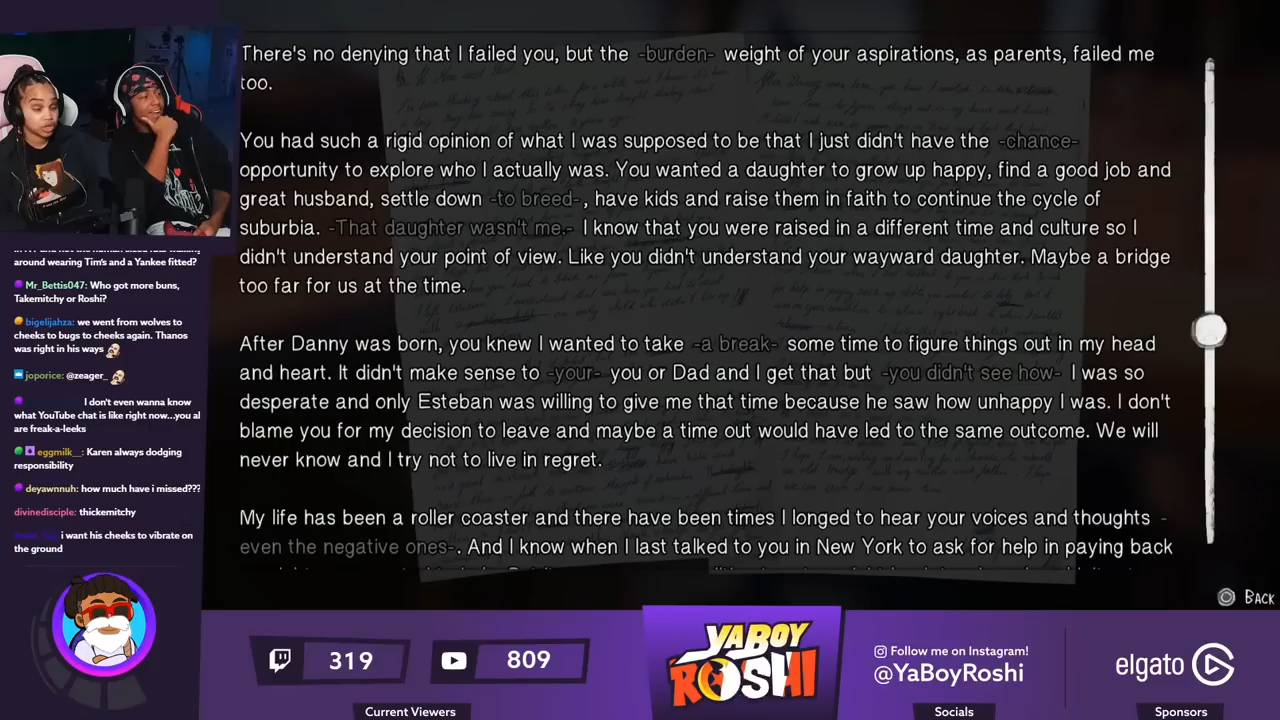 There's no denying that I failed you, but the -burden- weight of your aspirations, as parents, failed me
too.
You had such a rigid opinion of what I was supposed to be that I just didn't have the -chance-
opportunity to explore who I actually was. You wanted a daughter to grow up happy, find a good job and
great husband, settle down -to breed-, have kids and raise them in faith to continue the cycle of
suburbia. -That daughter wasn't me.- I know that you were raised in a different time and culture so I
didn't understand your point of view. Like you didn't understand your wayward daughter. Maybe a bridge
too far for us at the time.
After Danny was born, you knew I wanted to take -a break- some time to figure things out in my head
and heart. It didn't make sense to -your- you or Dad and I get that but -you didn't see how- I was so
desperate and only Esteban was willing to give me that time because he saw how unhappy I was. I don't
blame you for my decision to leave and maybe a time out would have led to the same outcome. We will
never know and I try not to live in regret.
My life has been a roller coaster and there have been times I longed to hear your voices and thoughts -
even the negative ones-. And I know when I last talked to you in New York to ask for help in paying back
around wearing Tim's and a Yankee fitted?
Mr_Bettis047: Who got more buns,
Takemitchy or Roshi?
bigelijahza: we went from wolves to
cheeks to bugs to cheeks again. Thanos
was right in his ways
joporice: @zeager_
I don't even wanna know
what YouTube chat is like right now...you al
are freak-a-leeks
eggmilk__: Karen always dodging
responsibility
deyawnnuh: how much have i missed???
divinedisciple: thickemitchy
i want his cheeks to vibrate on
the ground
Back
319
809
Current Viewers
YABOY
ROSHI
Follow me on Instagram!
@YaBoyRoshi
Socials
elgato
Sponsors